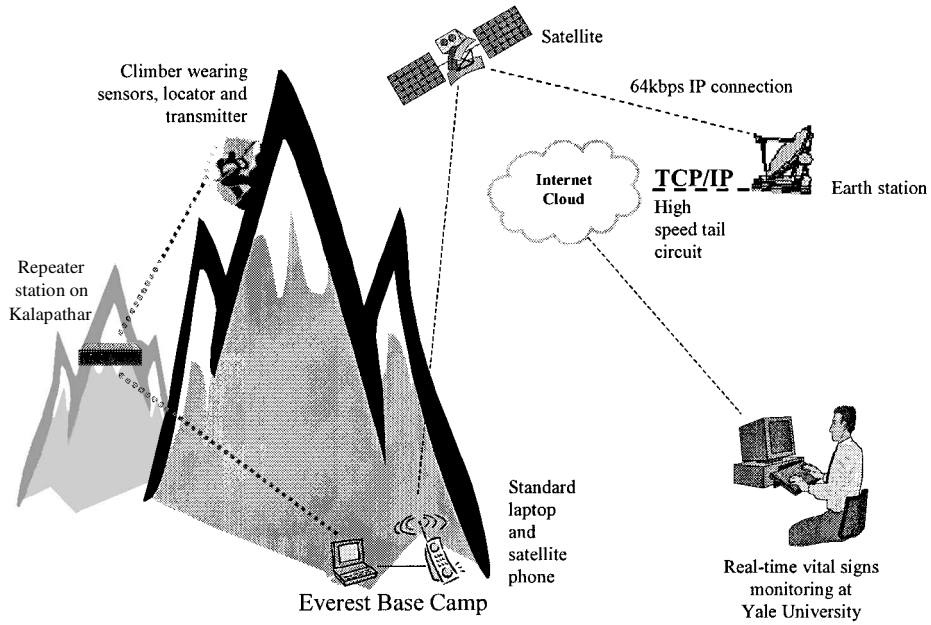 Satellite
Climber wearing
sensors, locator and
transmitter
64kbps IP connection
Internet
Cloud
TCP/IP
High
speed tail
circuit
Earth station
Repeater
station on
Kalapathar
Standard
laptop
and
satellite
phone
Everest Base Camp
Real-time vital signs
monitoring at
Yale University